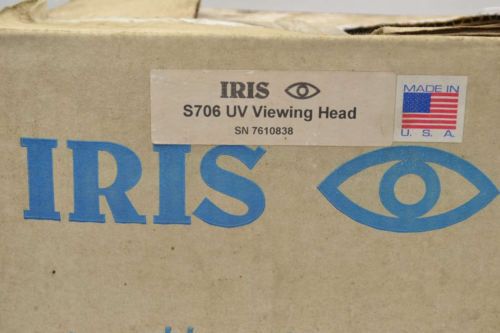 IRIS
S706 UV Viewing Head
SN 7610838
MADE IN
U.S.A.
IRIS